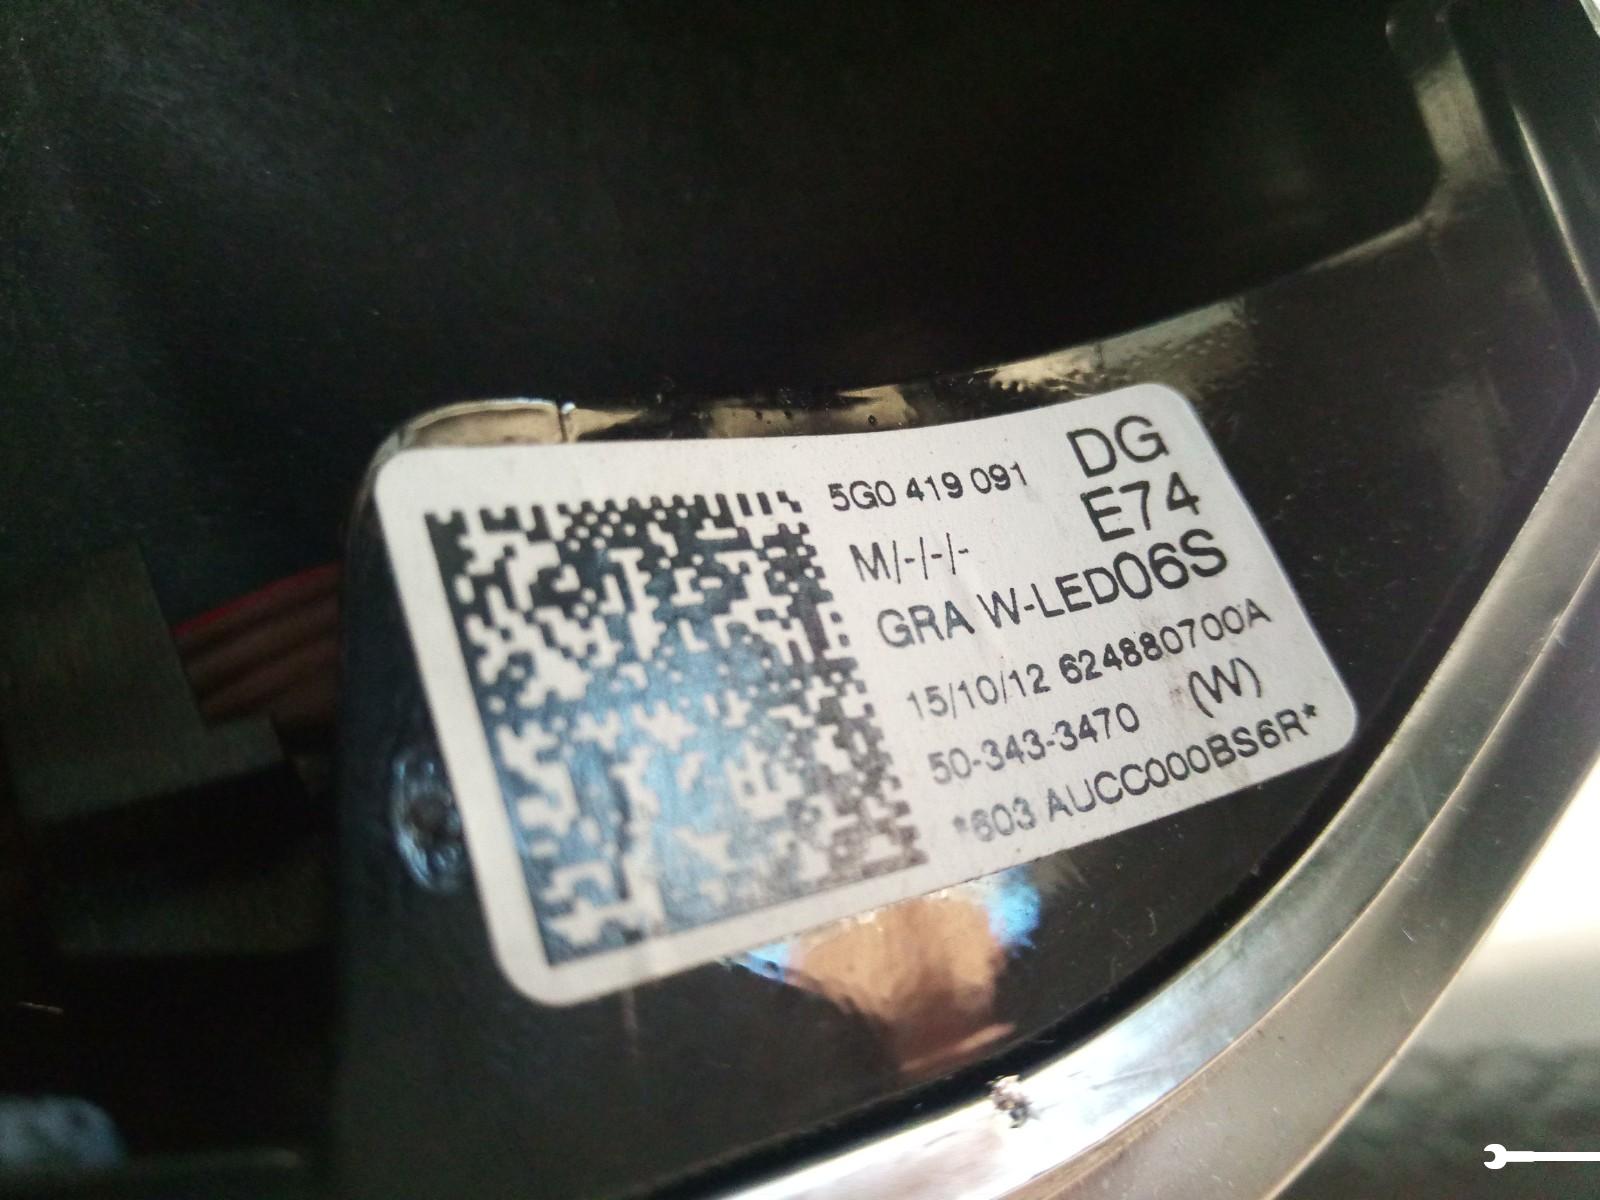 5G0 419 091
DG
E74
M/-/-/-
GRA W-LED06S
15/10/12 624880700A
50-343-3470 (W)
*603 AUCC000BS6R*